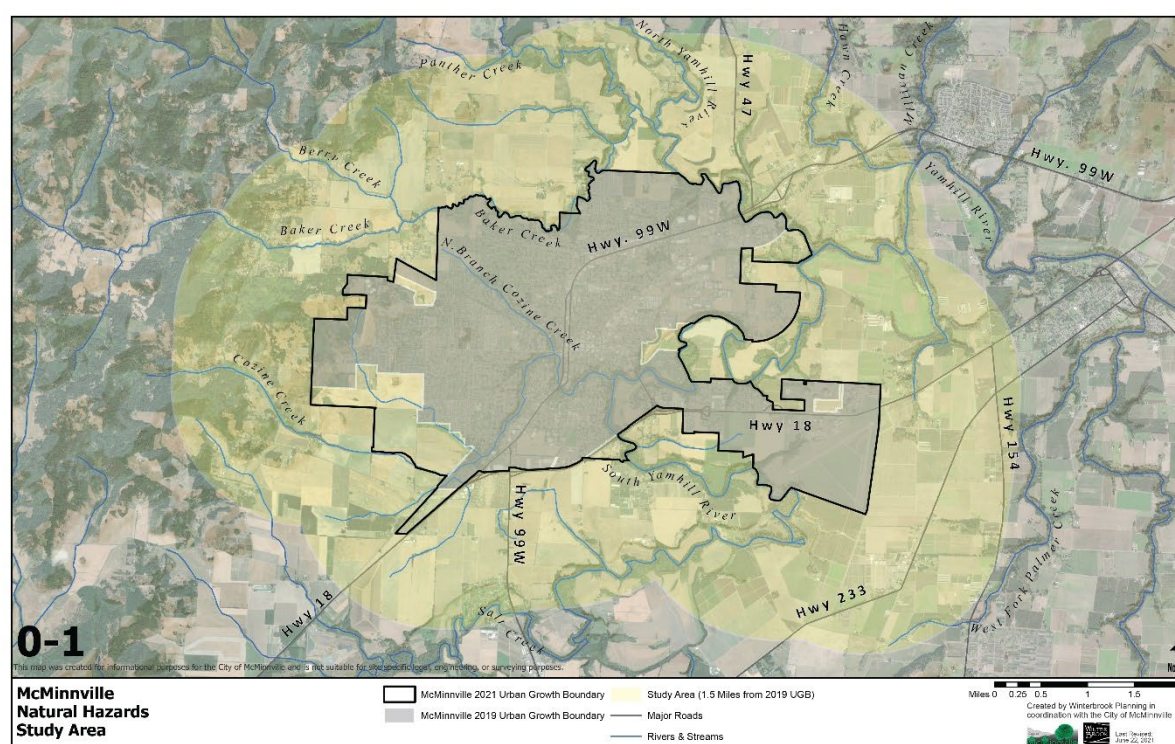 North Yamhill River
Hwy 47
Hawn Creek
Millican Creek
Panther Creek
Hwy. 99W
Berry Creek
Yamhill River
Baker Creek
Baker Creek
Hwy. 99W
N. Branch Cozine Creek
Cozine Creek
Hwy 18
Hwy 154
South Yamhill River
Hwy 99W
Hwy 233
West Fork Palmer Creek
Salt Creek
Hwy 18
0-1
This map was created for informational purposes for the City of McMinnville and is not suitable for site specific legal, engineering, or surveying purposes.
McMinnville
Natural Hazards
Study Area
McMinnville 2021 Urban Growth Boundary
McMinnville 2019 Urban Growth Boundary
Study Area (1.5 Miles from 2019 UGB)
Major Roads
Rivers & Streams
Miles 0 0.25 0.5 1 1.5
Created by Winterbrook Planning in
coordination with the City of McMinnville
Last Revised:
June 22, 2021